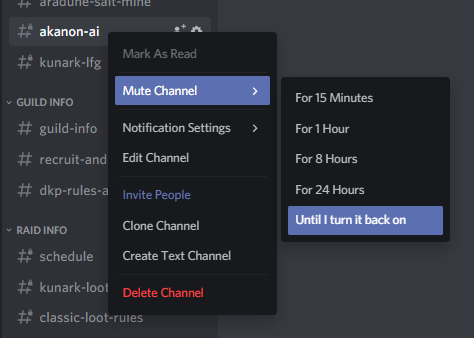 aradune-salt-mine
akanon-ai
kunark-lfg
GUILD INFO
guild-info
recruit-and
dkp-rules-a
RAID INFO
schedule
kunark-loot
classic-loot-rules
Mark As Read
Mute Channel
Notification Settings
Edit Channel
Invite People
Clone Channel
Create Text Channel
Delete Channel
For 15 Minutes
For 1 Hour
For 8 Hours
For 24 Hours
Until I turn it back on